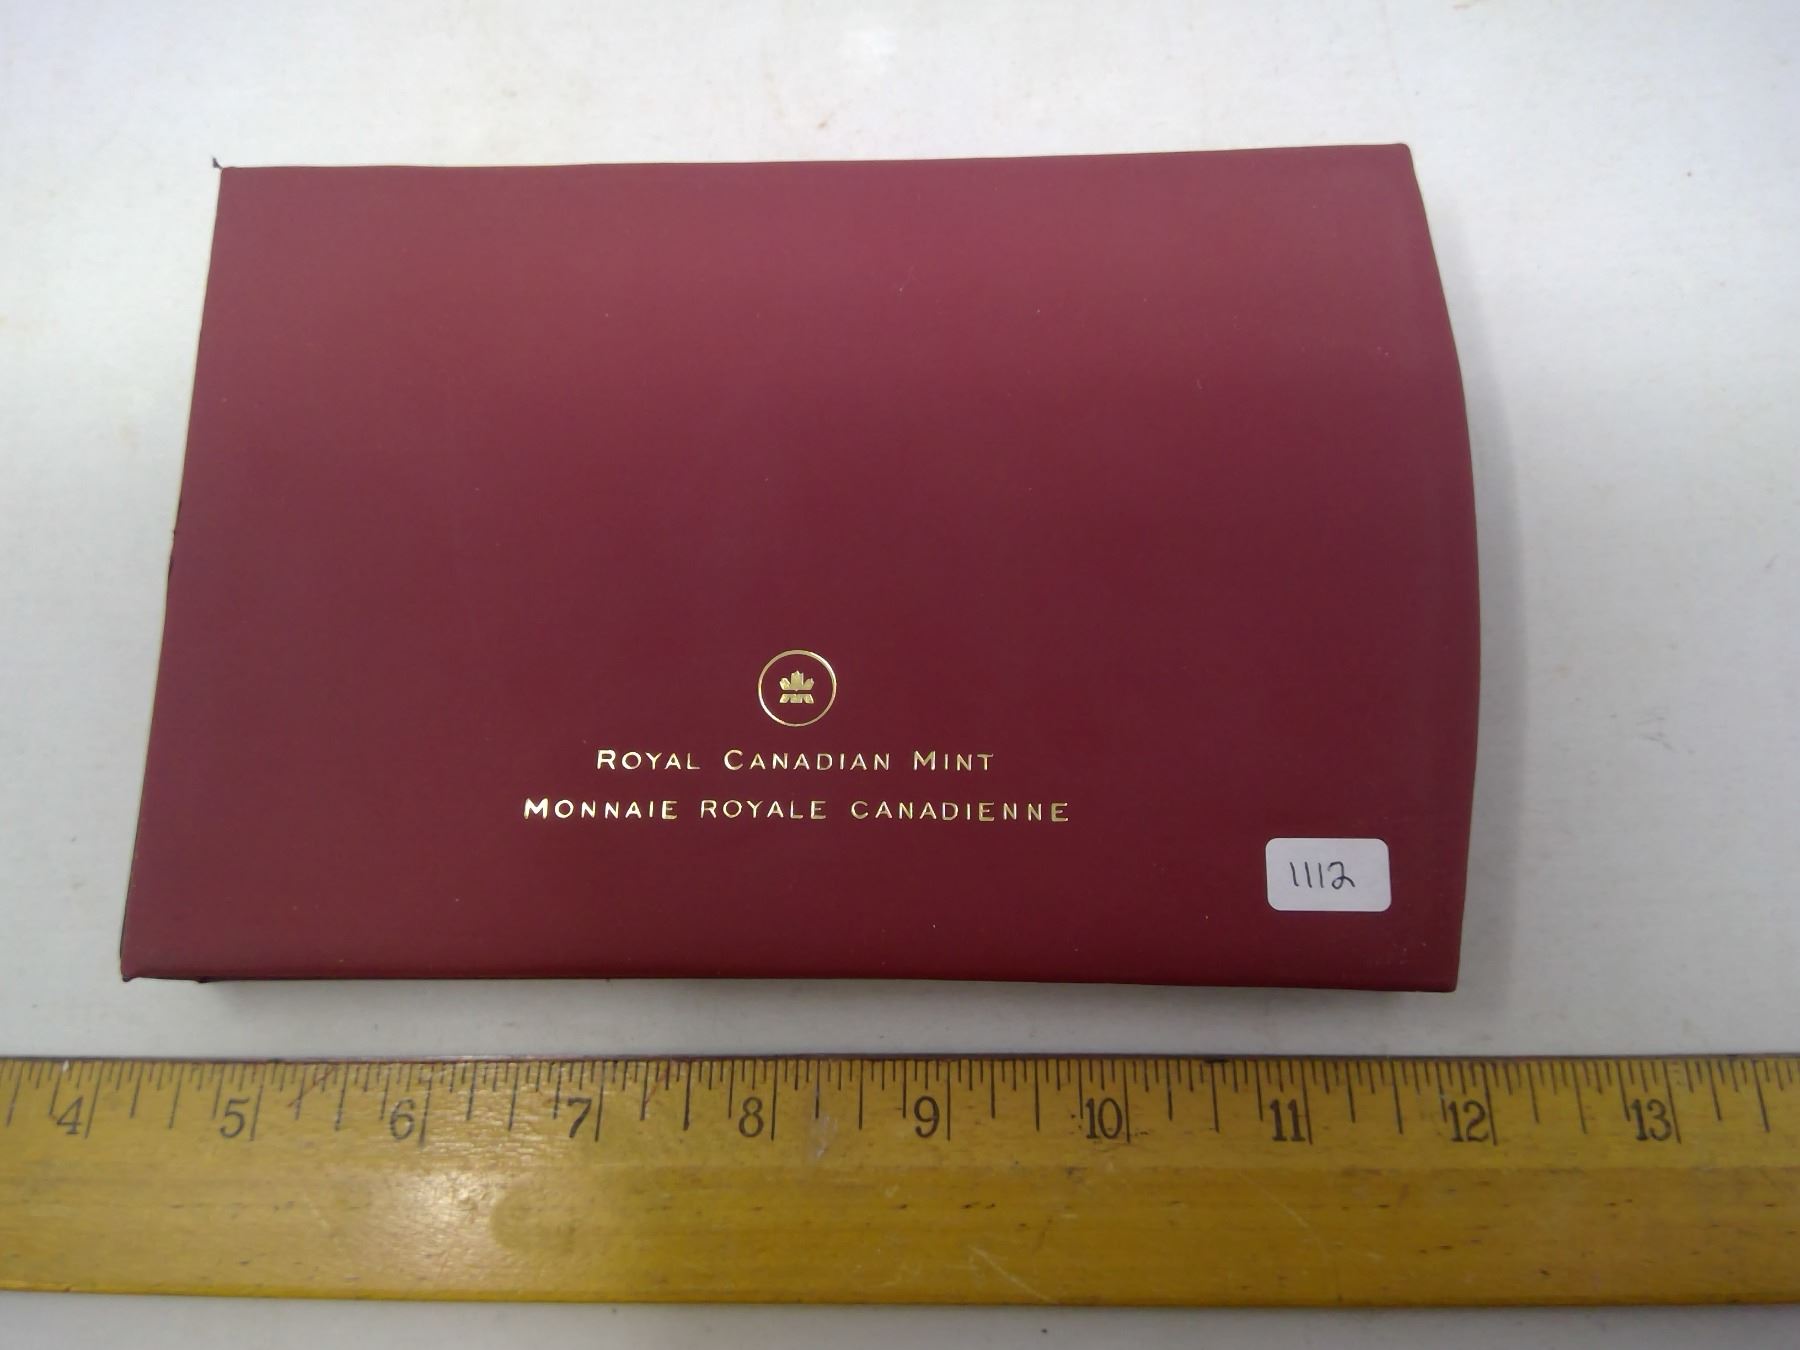 ROYAL CANADIAN MINT
MONNAIE ROYALE CANADIENNE
1112
4 5 6 7 8 9 10 11 12 13